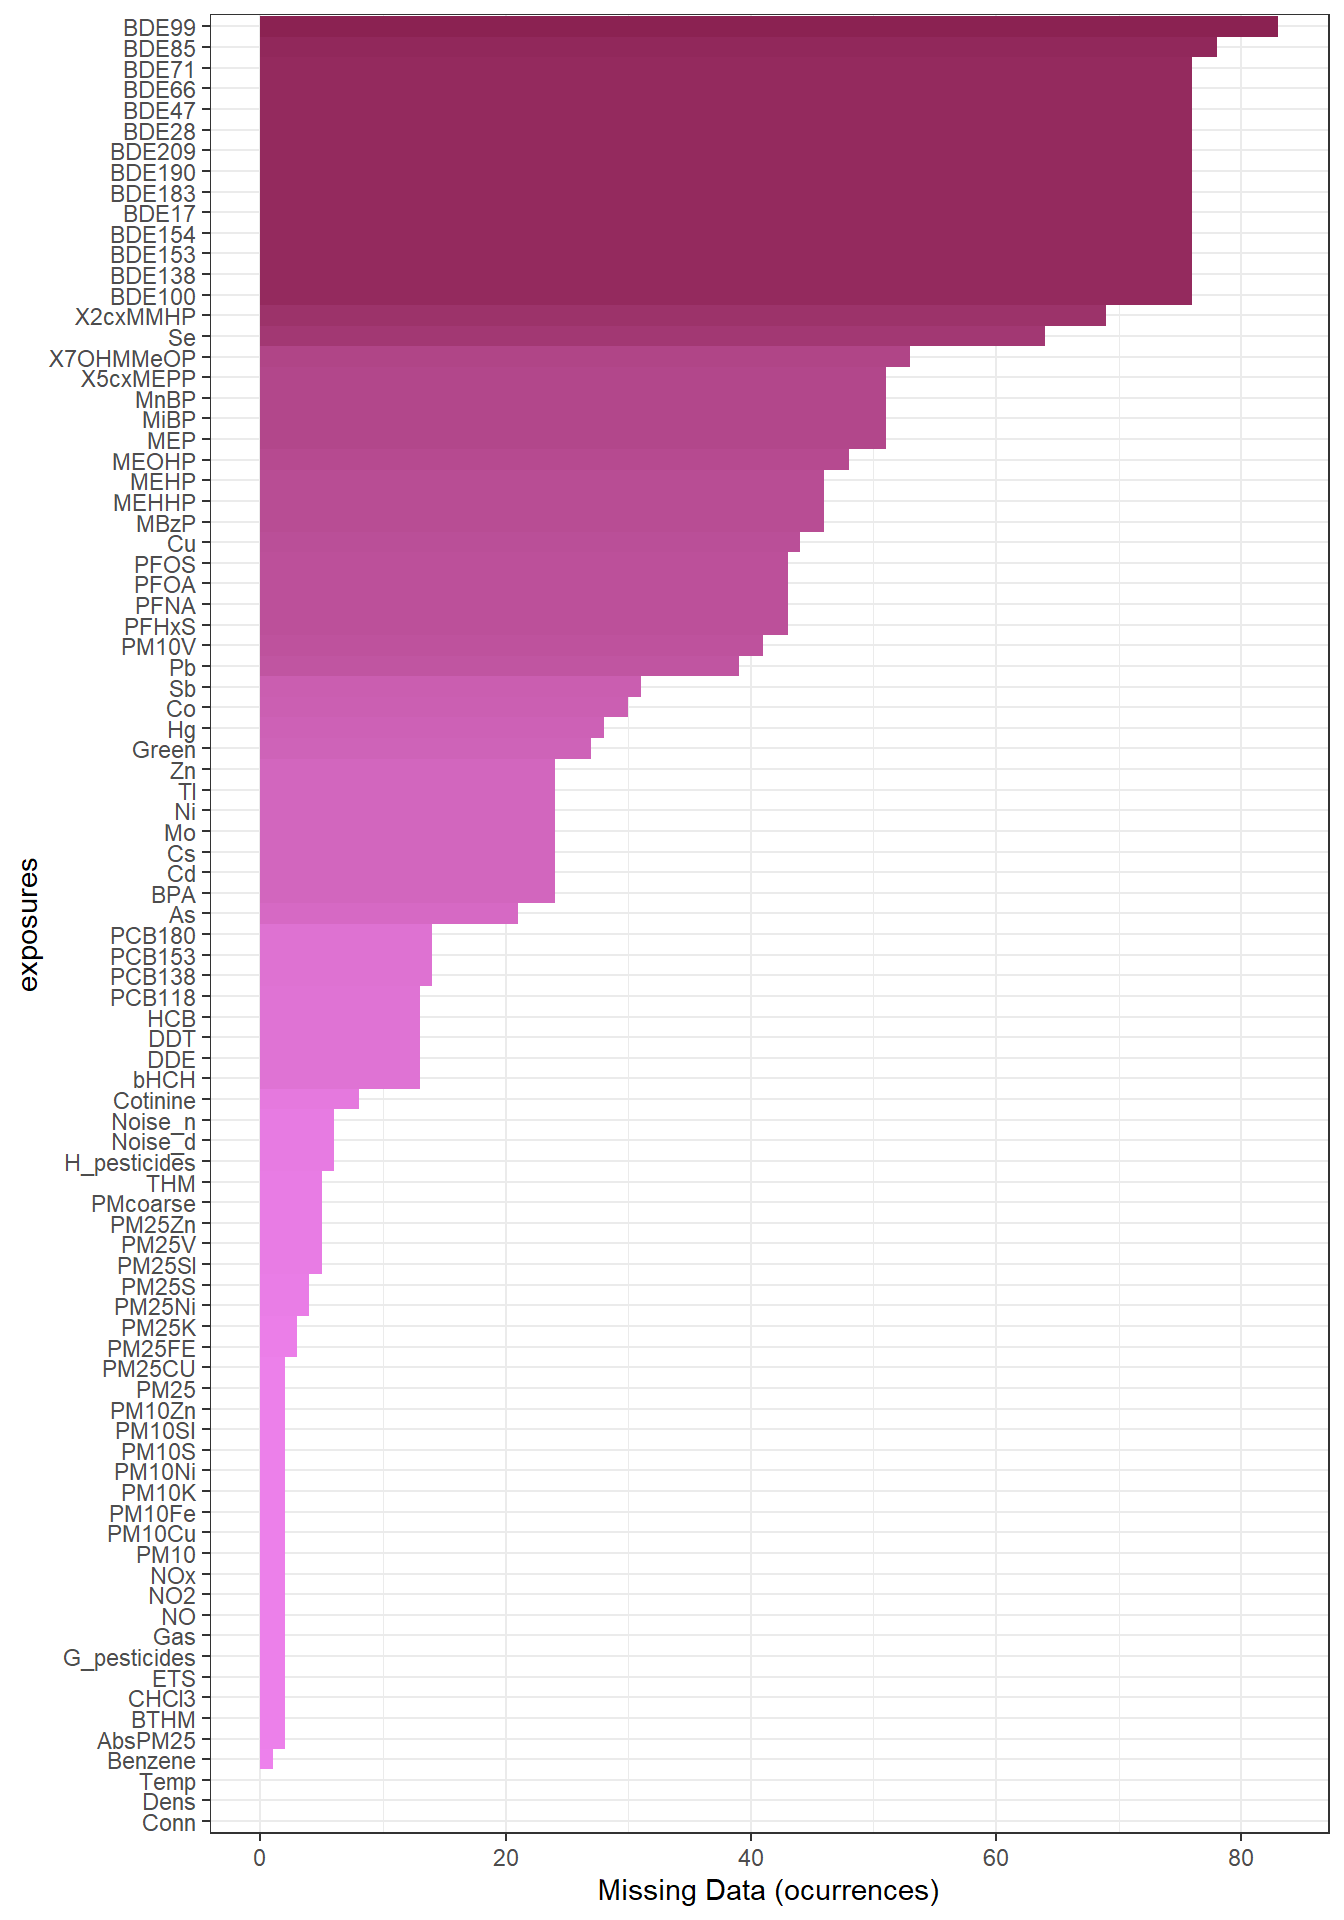 BDE99
BDE85
BDE71
BDE66
BDE47
BDE28
BDE209
BDE190
BDE183
BDE17
BDE154
BDE153
BDE138
BDE100
X2cxMMHP
Se
X7OHMMeOP
X5cxMEPP
MnBP
MiBP
MEP
MEOHP
MEHP
MEHHP
MBzP
Cu
PFOS
PFOA
PFNA
PFHxS
PM10V
Pb
Sb
Co
Hg
Green
Zn
Tl
Ni
Mo
Cs
Cd
BPA
As
PCB180
PCB153
PCB138
PCB118
HCB
DDT
DDE
bHCH
Cotinine
Noise_n
Noise_d
H_pesticides
THM
PMcoarse
PM25Zn
PM25V
PM25Sl
PM25S
PM25Ni
PM25K
PM25FE
PM25CU
PM25
PM10Zn
PM10SI
PM10S
PM10Ni
PM10K
PM10Fe
PM10Cu
PM10
NOx
NO2
NO
Gas
G_pesticides
ETS
CHCl3
BTHM
AbsPM25
Benzene
Temp
Dens
Conn
exposures
0 20 40 60 80
Missing Data (ocurrences)